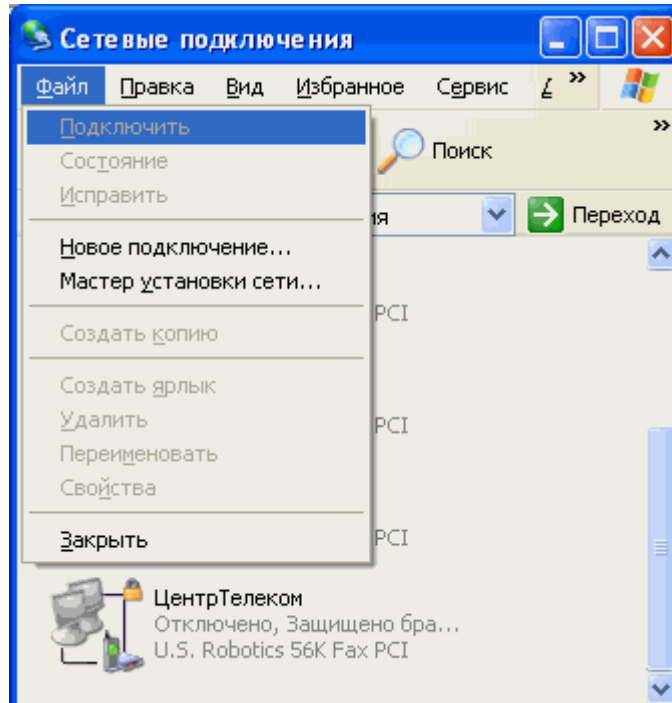 Сетевые подключения
Файл Правка Вид Избранное Сервис »
Подключить
»
Состояние
Поиск
Исправить
ия Переход
Новое подключение...
Мастер установки сети...
PCI
Создать копию
Создать ярлык
Удалить
PCI
Переименовать
Свойства
Закрыть
PCI
ЦентрТелеком
Отключено, Защищено бра...
U.S. Robotics 56K Fax PCI